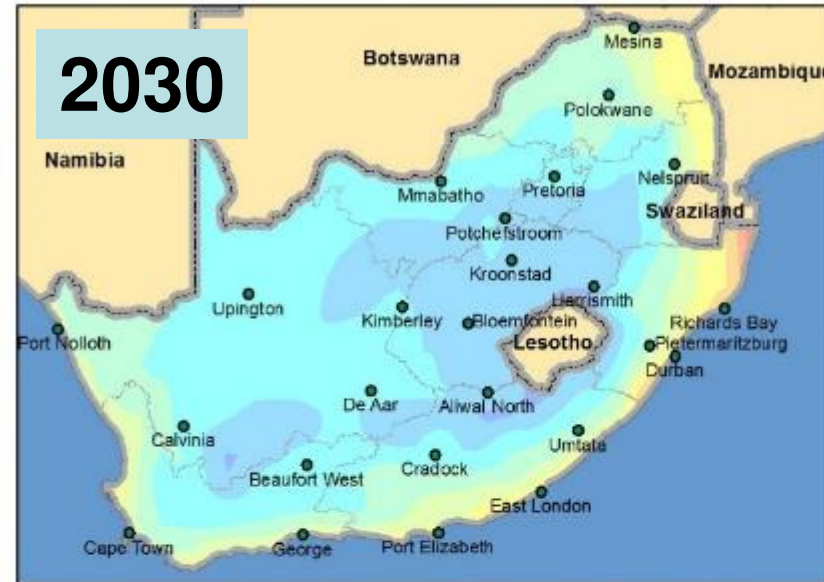 2030
Botswana
Mesina
Mozambique
Polokwane
Namibia
Mmabatho
Pretoria
Nelspruit
Swaziland
Potchefstroom
Kroonstad
Upington
Kimberley
Bloemfontein
Harrismith
Richards Bay
Port Nolloth
Lesotho
Pietermaritzburg
Durban
De Aar
Aliwal North
Calvinia
Umtata
Beaufort West
Cradock
East London
Cape Town
George
Port Elizabeth